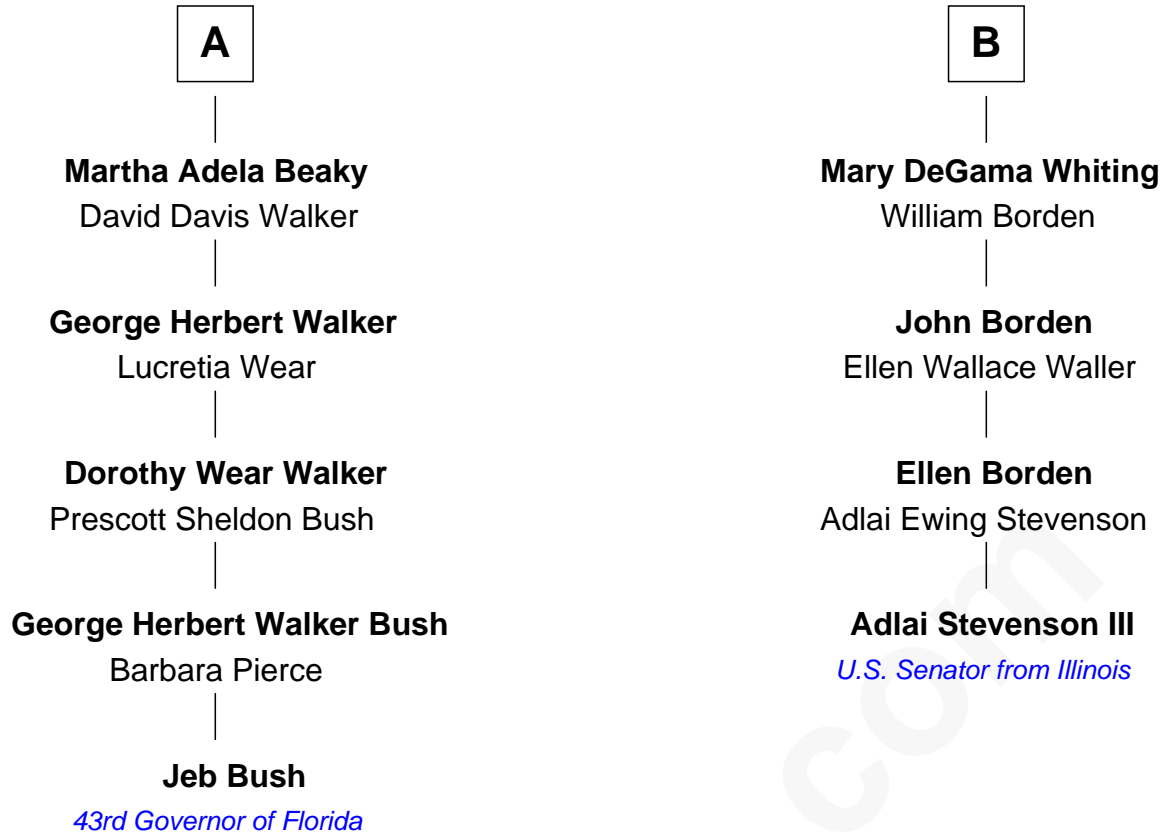 A
Martha Adela Beaky
David Davis Walker
George Herbert Walker
Lucretia Wear
Dorothy Wear Walker
Prescott Sheldon Bush
George Herbert Walker Bush
Barbara Pierce
Jeb Bush
43rd Governor of Florida
B
Mary DeGama Whiting
William Borden
John Borden
Ellen Wallace Waller
Ellen Borden
Adlai Ewing Stevenson
Adlai Stevenson III
U.S. Senator from Illinois
com